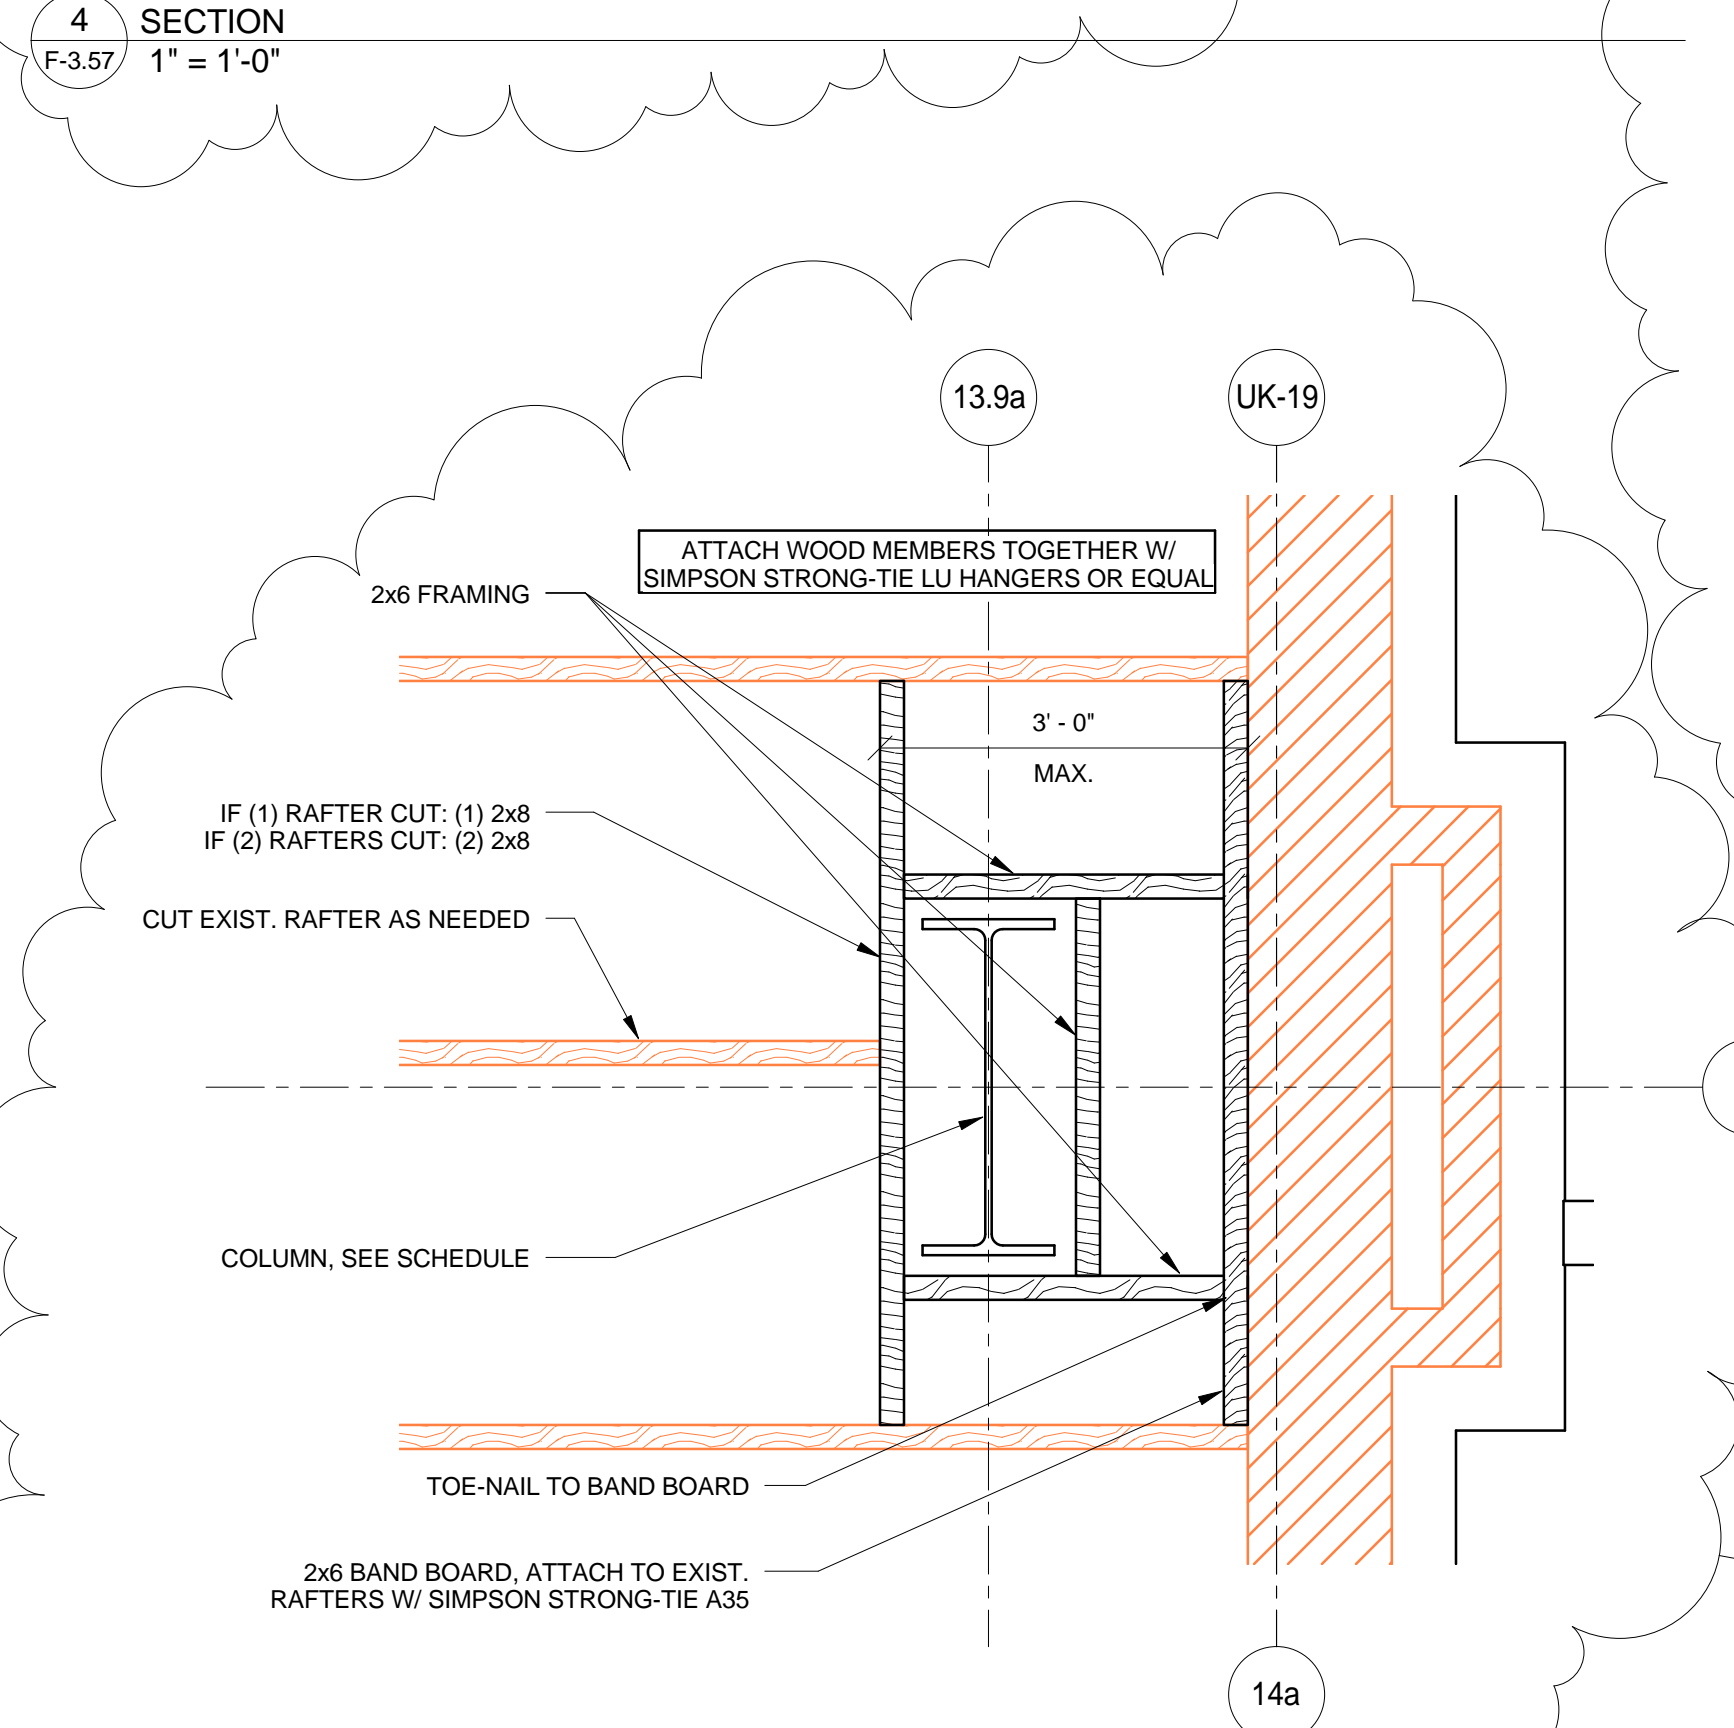 4
SECTION
F-3.57
1" = 1'-0"
13.9a
UK-19
ATTACH WOOD MEMBERS TOGETHER W/
SIMPSON STRONG-TIE LU HANGERS OR EQUAL
2x6 FRAMING
3' - 0"
MAX.
IF (1) RAFTER CUT: (1) 2x8
IF (2) RAFTERS CUT: (2) 2x8
CUT EXIST. RAFTER AS NEEDED
COLUMN, SEE SCHEDULE
TOE-NAIL TO BAND BOARD
2x6 BAND BOARD, ATTACH TO EXIST.
RAFTERS W/ SIMPSON STRONG-TIE A35
14a